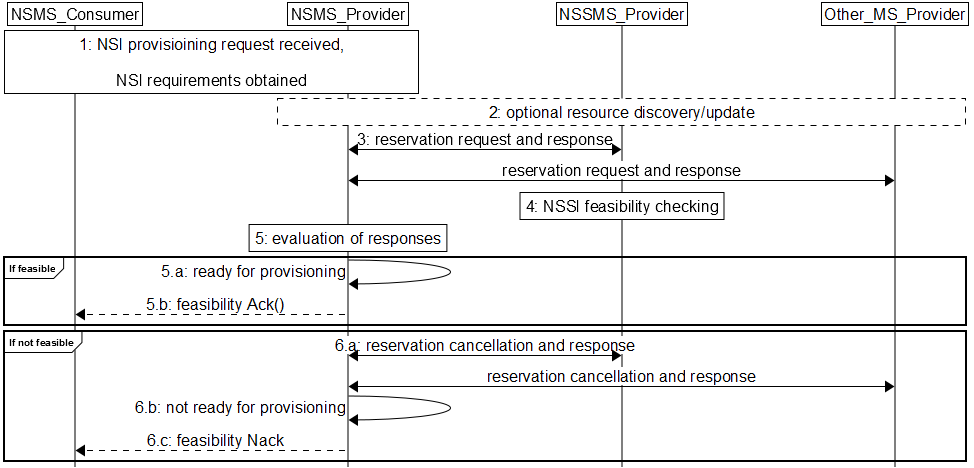 NSMS_Consumer
NSMS_Provider
NSSMS_Provider
Other_MS_Provider
1: NSI provisioining request received,
NSI requirements obtained
2: optional resource discovery/update
3: reservation request and response
reservation request and response
4: NSSI feasibility checking
5: evaluation of responses
If feasible
5.a: ready for provisioning
5.b: feasibility Ack()
If not feasible
6.a: reservation cancellation and response
reservation cancellation and response
6.b: not ready for provisioning
6.c: feasibility Nack